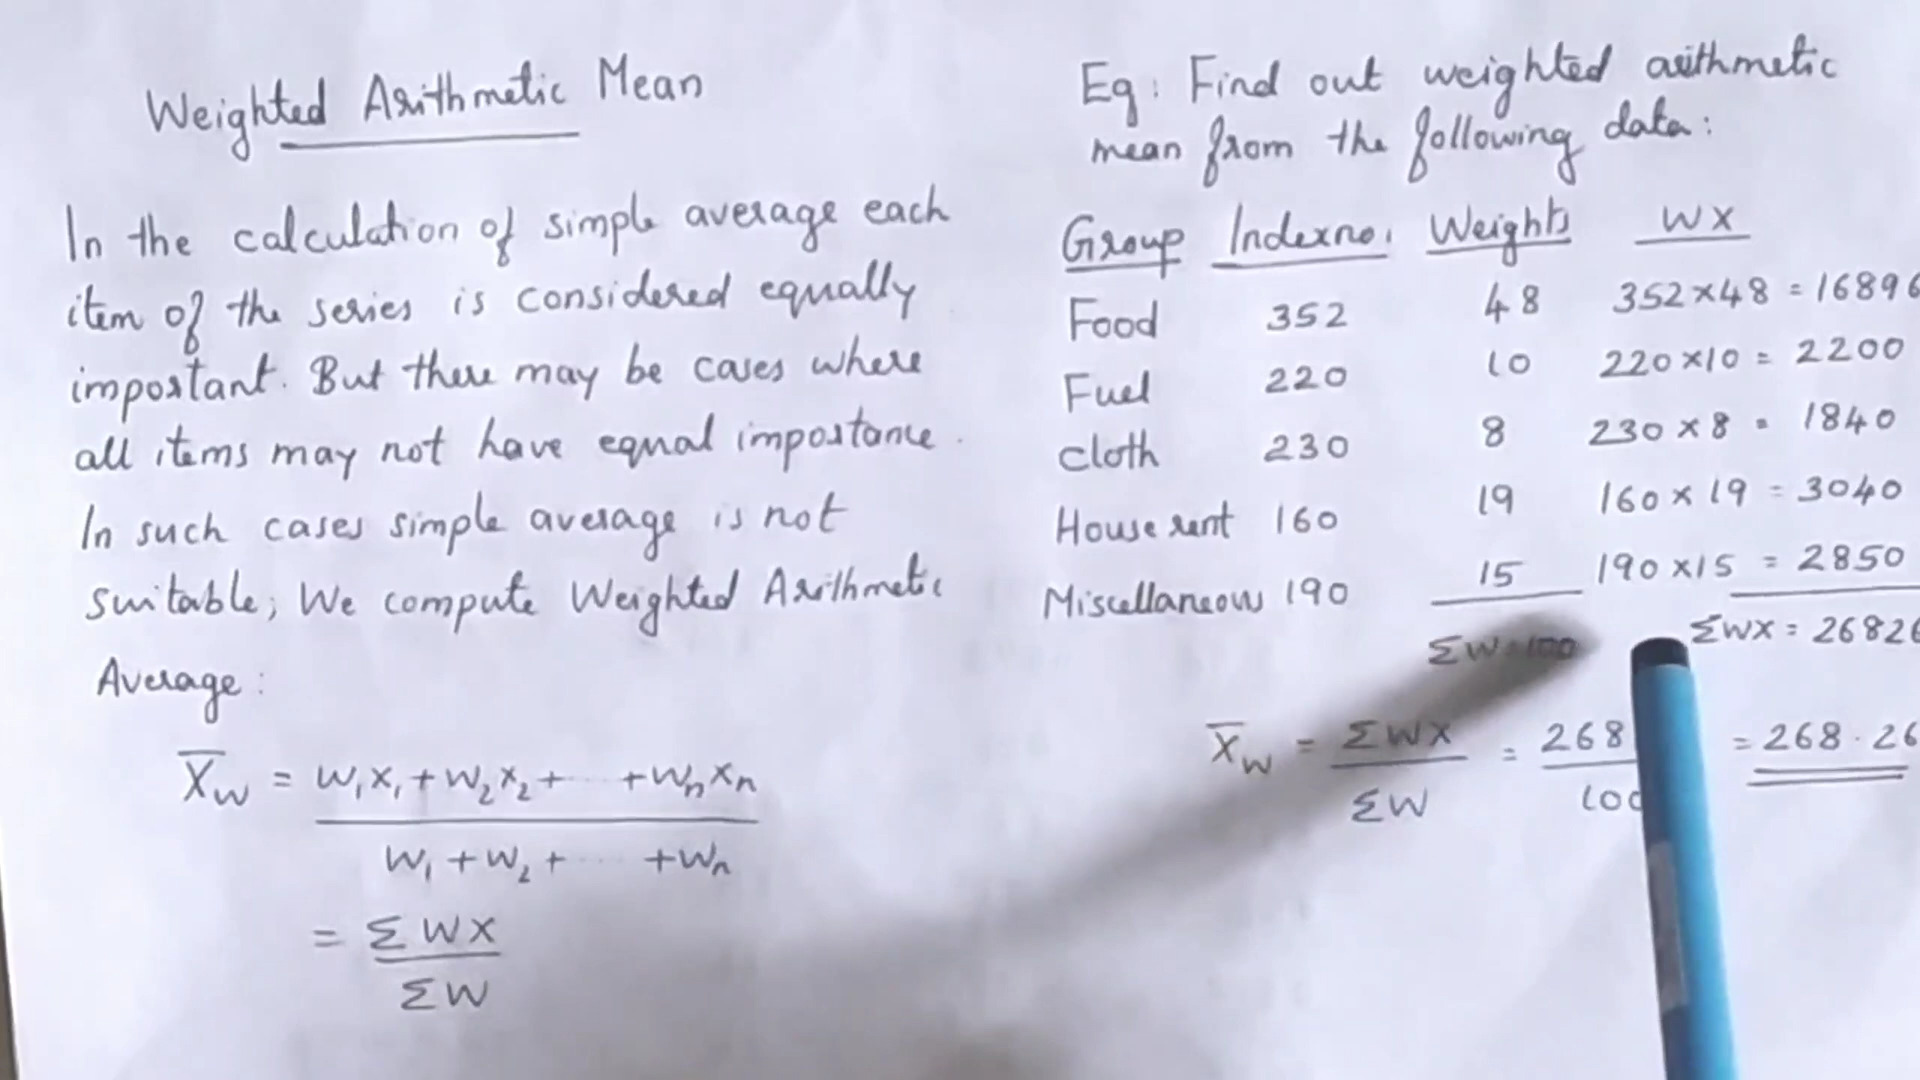 Weighted Arithmetic Mean
In the calculation of simple average each
item of the series is considered equally
important. But there may be cases where
all items may not have equal importance.
In such cases simple average is not
suitable; We compute Weighted Arithmetic
Average:
X̅w = W₁x₁+W₂x₂+ ... +Wₙxₙ
W₁+W₂+ ... +Wₙ
= ΣWX
ΣW
Eg: Find out weighted arithmetic
mean from the following data:
Group Indexno. Weights WX
Food 352 48 352×48 = 16896
Fuel 220 10 220×10 = 2200
cloth 230 8 230×8 = 1840
House rent 160 19 160×19 = 3040
Miscellaneous 190 15 190×15 = 2850
ΣW=100 ΣWX = 26826
X̅w = ΣWX = 268 = 268.26
ΣW 100